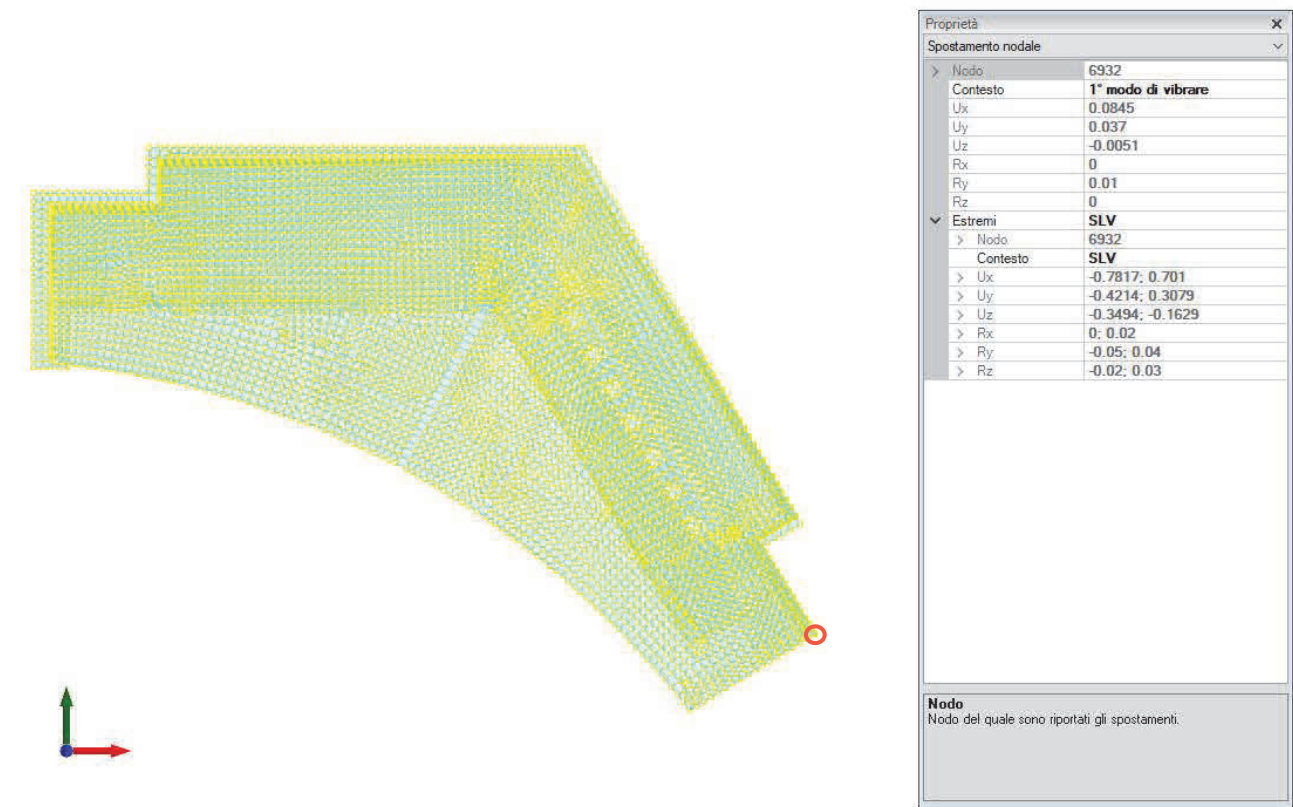 Proprietà
Spostamento nodale
Nodo 6932
Contesto 1° modo di vibrare
Ux 0.0845
Uy 0.037
Uz -0.0051
Rx 0
Ry 0.01
Rz 0
Estremi SLV
Nodo 6932
Contesto SLV
Ux -0.7817; 0.701
Uy -0.4214; 0.3079
Uz -0.3494; -0.1629
Rx 0; 0.02
Ry -0.05; 0.04
Rz -0.02; 0.03
Nodo
Nodo del quale sono riportati gli spostamenti.